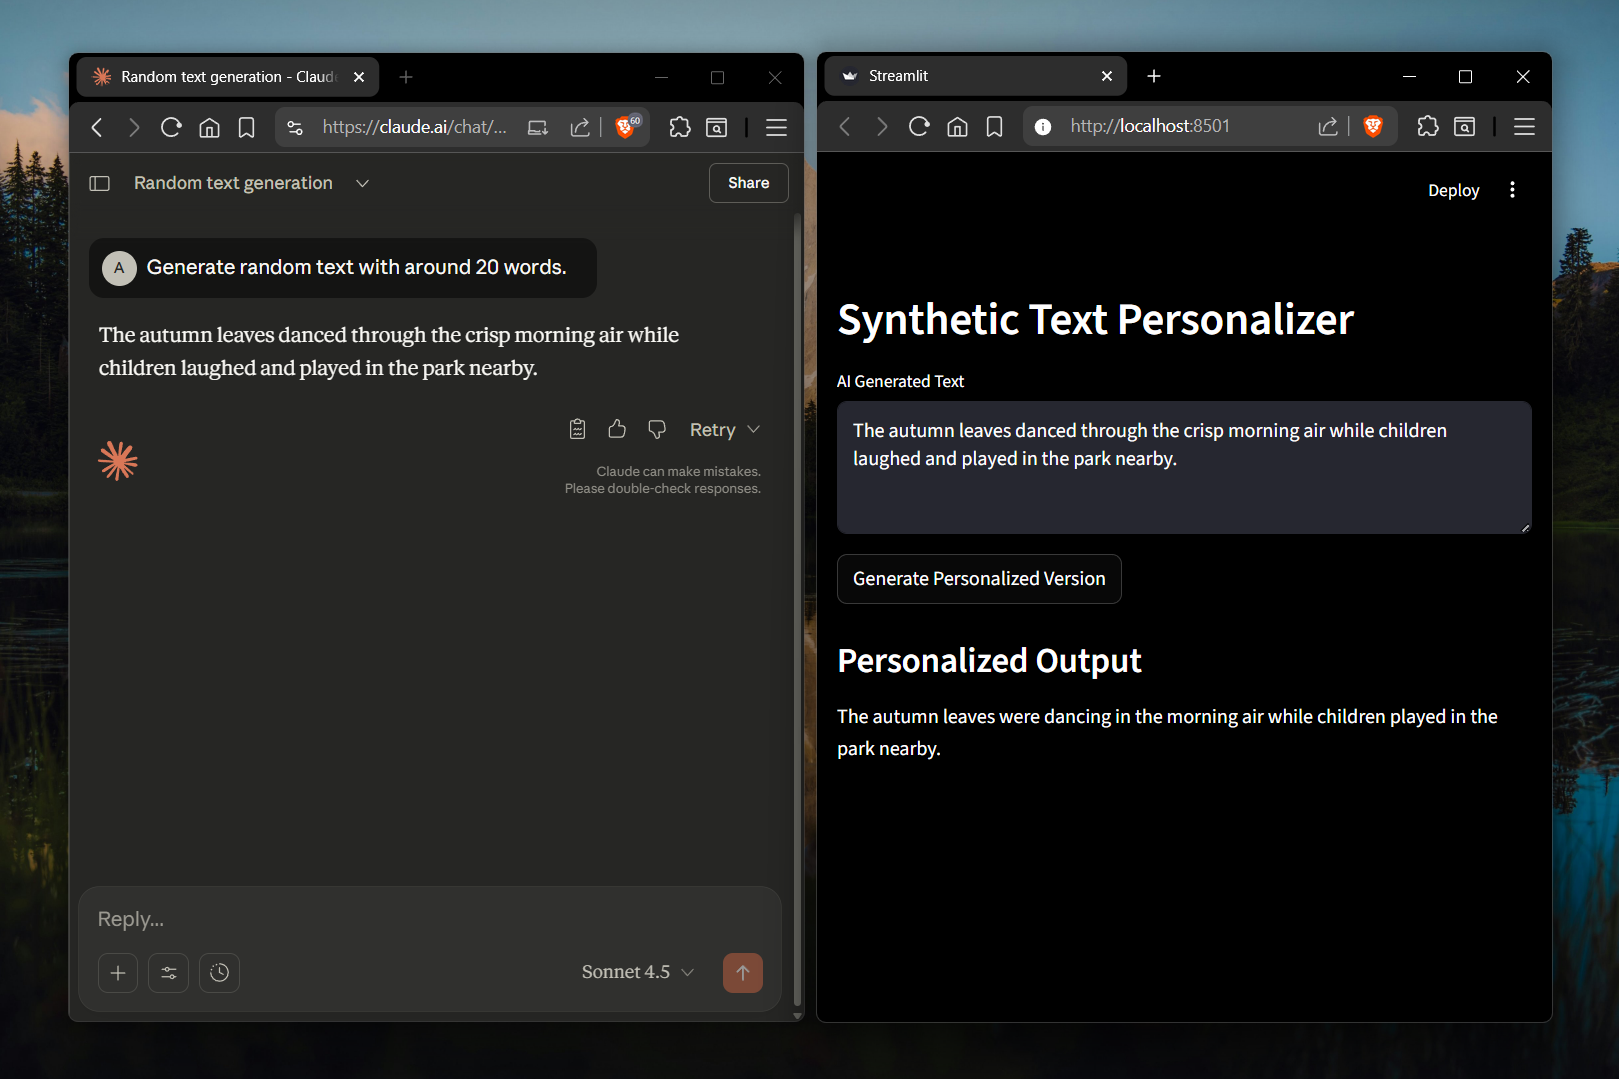 Random text generation - Claud
https://claude.ai/chat/...
60
Random text generation
Share
A
Generate random text with around 20 words.
The autumn leaves danced through the crisp morning air while
children laughed and played in the park nearby.
Retry
Claude can make mistakes.
Please double-check responses.
Reply...
Sonnet 4.5
Streamlit
http://localhost:8501
Deploy
Synthetic Text Personalizer
AI Generated Text
The autumn leaves danced through the crisp morning air while children
laughed and played in the park nearby.
Generate Personalized Version
Personalized Output
The autumn leaves were dancing in the morning air while children played in the
park nearby.